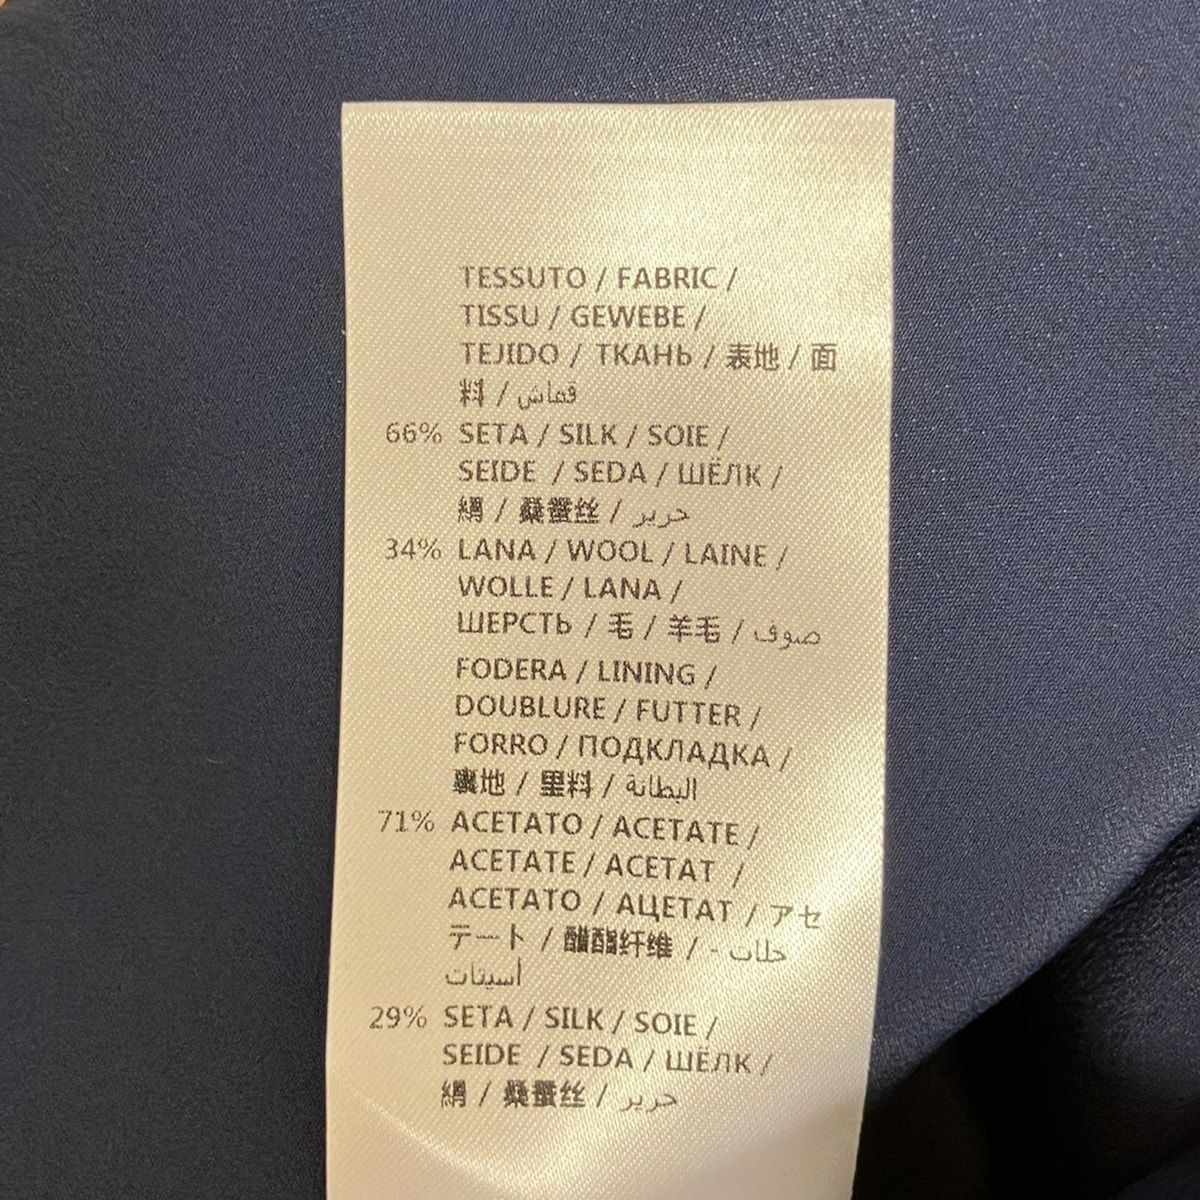 TESSUTO / FABRIC /
TISSU / GEWEBE /
TEJIDO / ТКАНЬ / 表地 / 面
料 / قماش
66% SETA / SILK / SOIE /
SEIDE / SEDA / ШЁЛК /
絹 / 桑蚕丝 / حرير
34% LANA / WOOL / LAINE /
WOLLE / LANA /
ШЕРСТЬ / 毛 / 羊毛 / صوف
FODERA / LINING /
DOUBLURE / FUTTER /
FORRO / ПОДКЛАДКА /
裏地 / 里料 / البطانة
71% ACETATO / ACETATE /
ACETATE / ACETAT /
ACETATO / АЦЕТАТ / アセ
テート / 醋酯纤维 / - خلات
أسيتات
29% SETA / SILK / SOIE /
SEIDE / SEDA / ШЁЛК /
絹 / 桑蚕丝 / حرير